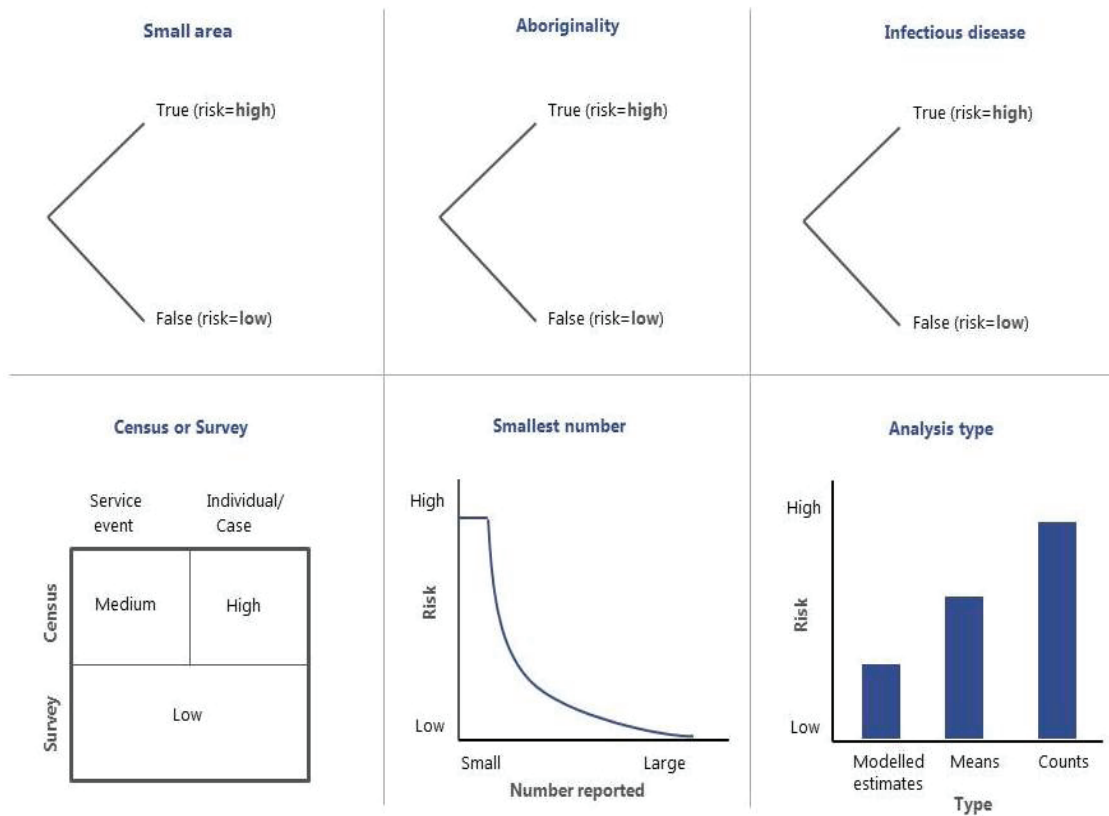 Small area
True (risk=high)
False (risk=low)
Aboriginality
True (risk=high)
False (risk=low)
Infectious disease
True (risk=high)
False (risk=low)
Census or Survey
Service
event
Individual/
Case
Census
Medium
High
Survey
Low
Smallest number
High
Risk
Low
Small
Large
Number reported
Analysis type
High
Risk
Low
Modelled
estimates
Means
Counts
Type